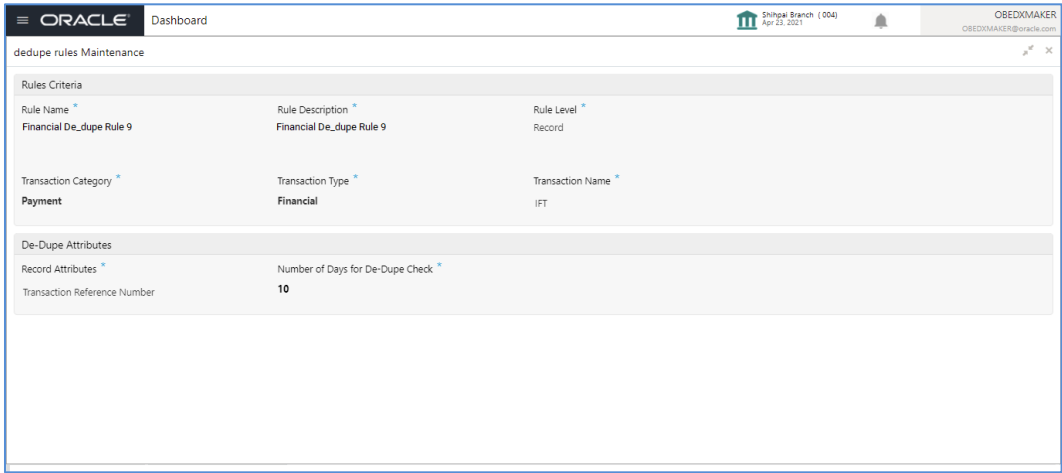 ORACLE Dashboard Shihpai Branch ( 004) OBEDXMAKER
Apr 23, 2021 OBEDXMAKER@oracle.com
dedupe rules Maintenance
Rules Criteria
Rule Name * Rule Description * Rule Level *
Financial De_dupe Rule 9 Financial De_dupe Rule 9 Record
Transaction Category * Transaction Type * Transaction Name *
Payment Financial IFT
De-Dupe Attributes
Record Attributes * Number of Days for De-Dupe Check *
Transaction Reference Number 10